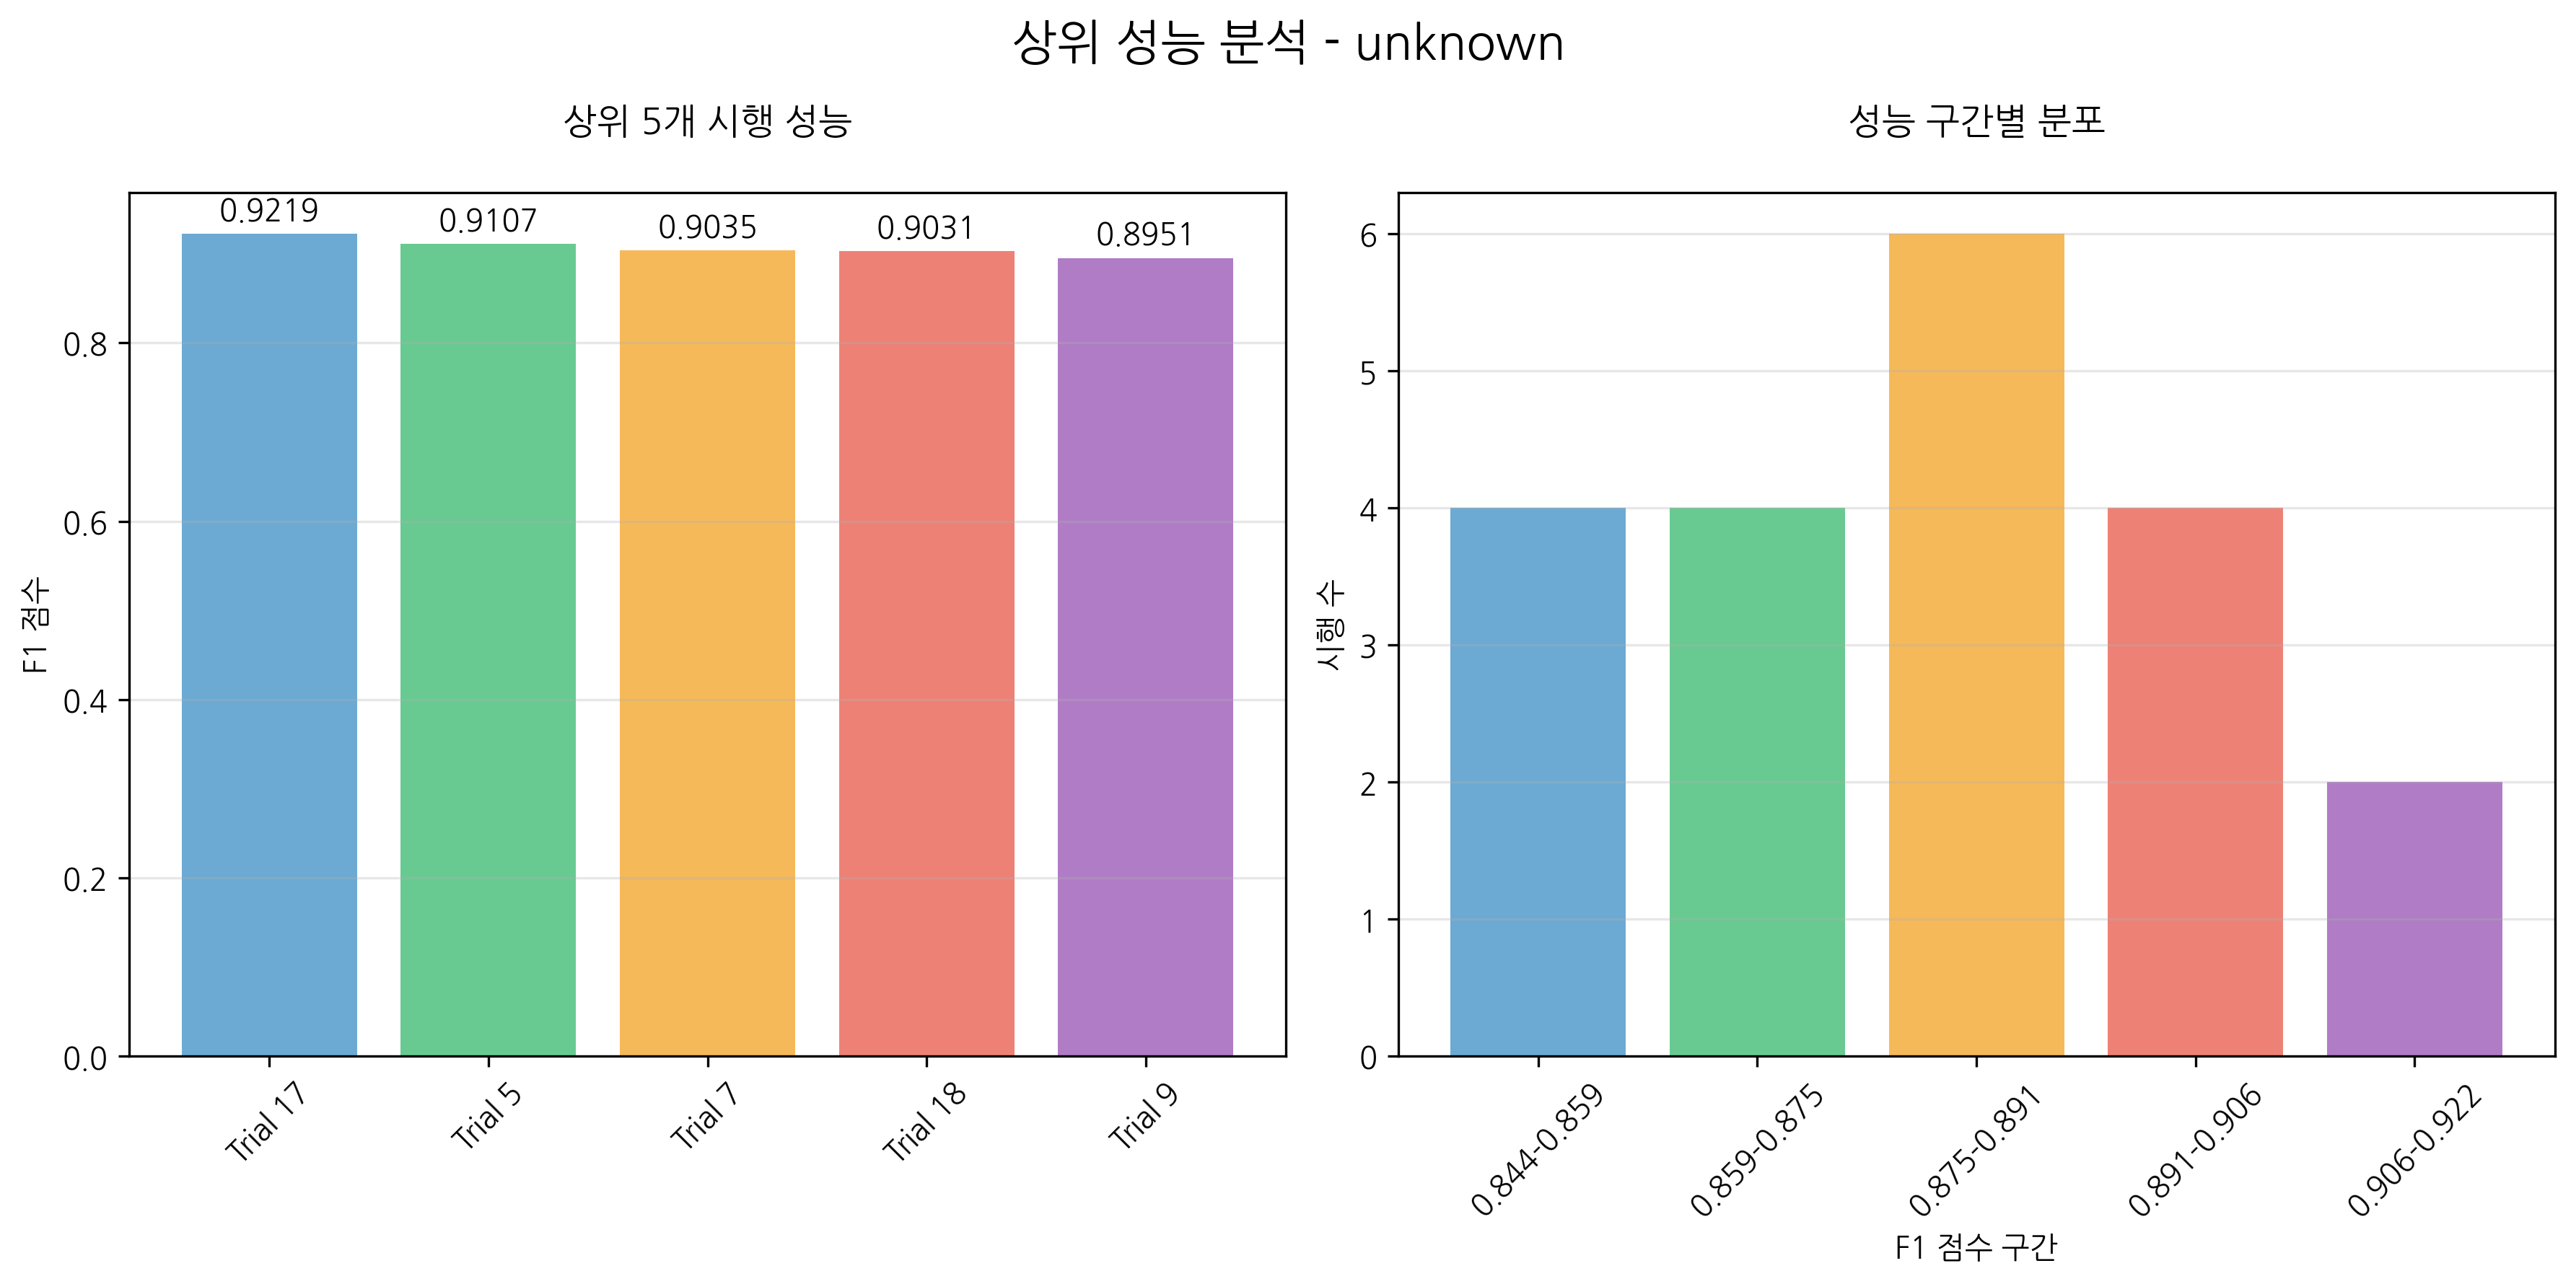 상위 성능 분석 - unknown
상위 5개 시행 성능
F1 점수
0.8
0.6
0.4
0.2
0.0
0.9219
0.9107
0.9035
0.9031
0.8951
Trial 17
Trial 5
Trial 7
Trial 18
Trial 9
성능 구간별 분포
시행 수
6
5
4
3
2
1
0
0.844-0.859
0.859-0.875
0.875-0.891
0.891-0.906
0.906-0.922
F1 점수 구간